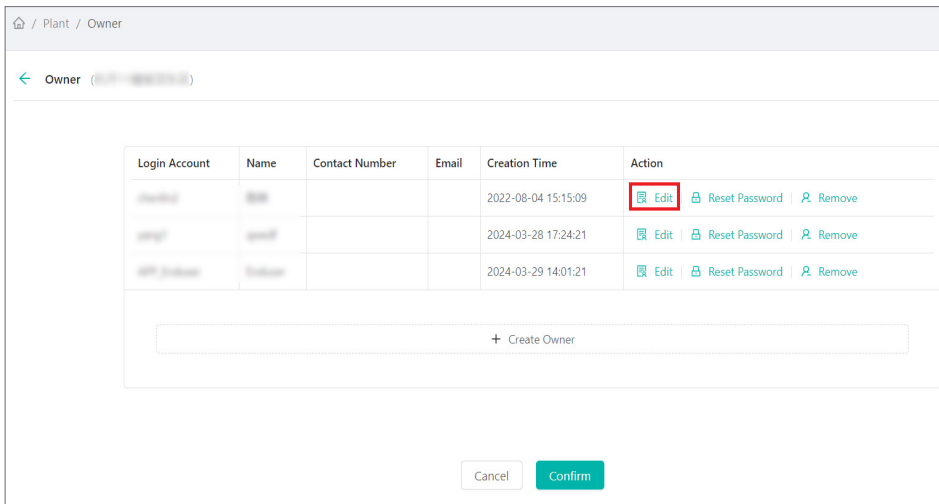 / Plant / Owner
Owner ( )
Login Account Name Contact Number Email Creation Time Action
2022-08-04 15:15:09 Edit Reset Password Remove
2024-03-28 17:24:21 Edit Reset Password Remove
2024-03-29 14:01:21 Edit Reset Password Remove
+ Create Owner
Cancel Confirm